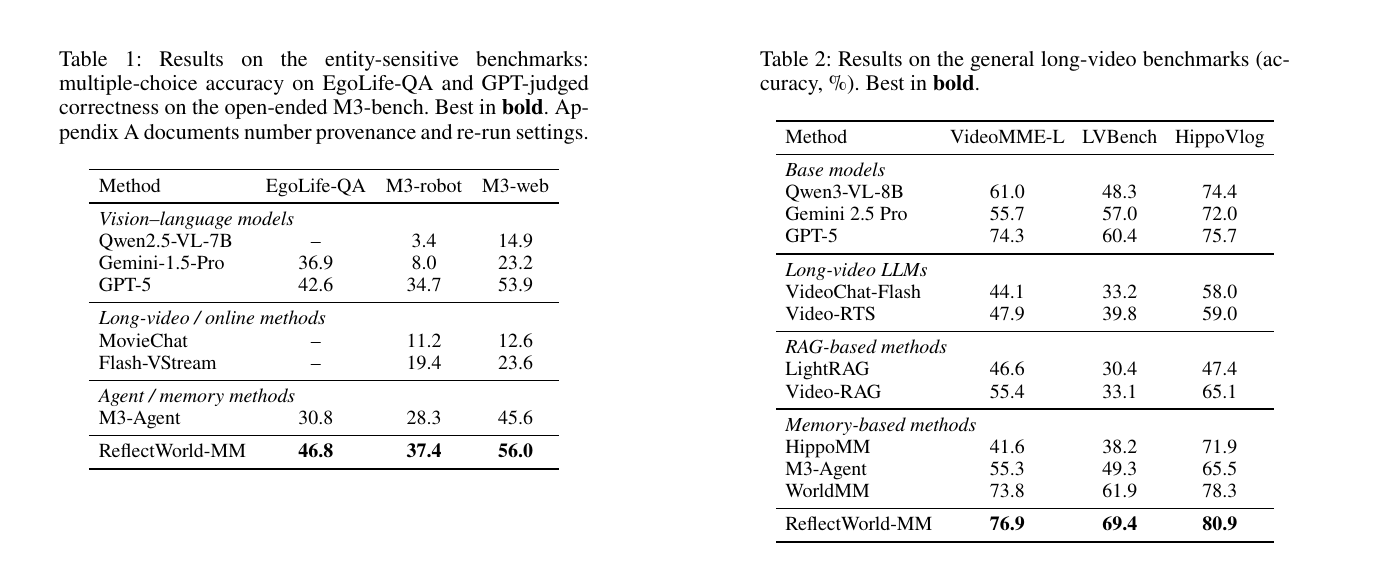 Table 1: Results on the entity-sensitive benchmarks:
multiple-choice accuracy on EgoLife-QA and GPT-judged
correctness on the open-ended M3-bench. Best in bold. Ap-
pendix A documents number provenance and re-run settings.
Method EgoLife-QA M3-robot M3-web
Vision–language models
Qwen2.5-VL-7B – 3.4 14.9
Gemini-1.5-Pro 36.9 8.0 23.2
GPT-5 42.6 34.7 53.9
Long-video / online methods
MovieChat – 11.2 12.6
Flash-VStream – 19.4 23.6
Agent / memory methods
M3-Agent 30.8 28.3 45.6
ReflectWorld-MM 46.8 37.4 56.0
Table 2: Results on the general long-video benchmarks (ac-
curacy, %). Best in bold.
Method VideoMME-L LVBench HippoVlog
Base models
Qwen3-VL-8B 61.0 48.3 74.4
Gemini 2.5 Pro 55.7 57.0 72.0
GPT-5 74.3 60.4 75.7
Long-video LLMs
VideoChat-Flash 44.1 33.2 58.0
Video-RTS 47.9 39.8 59.0
RAG-based methods
LightRAG 46.6 30.4 47.4
Video-RAG 55.4 33.1 65.1
Memory-based methods
HippoMM 41.6 38.2 71.9
M3-Agent 55.3 49.3 65.5
WorldMM 73.8 61.9 78.3
ReflectWorld-MM 76.9 69.4 80.9